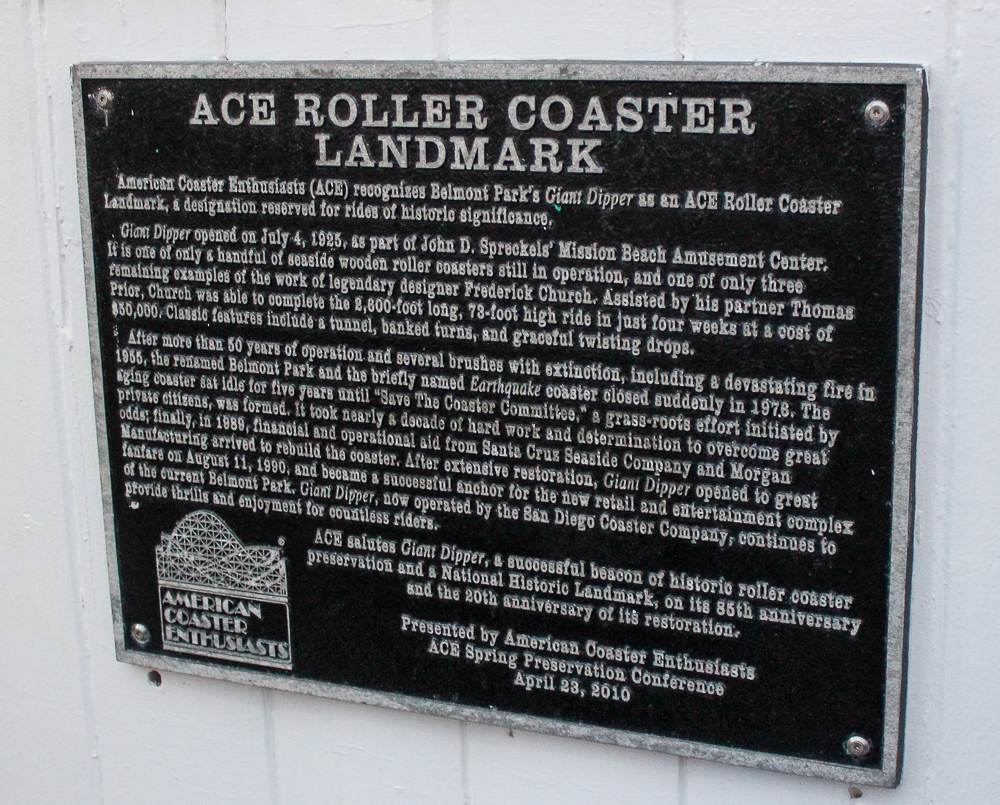 ACE ROLLER COASTER
LANDMARK
American Coaster Enthusiasts (ACE) recognizes Belmont Park's Giant Dipper as an ACE Roller Coaster
Landmark, a designation reserved for rides of historic significance.
Giant Dipper opened on July 4, 1925, as part of John D. Spreckels' Mission Beach Amusement Center.
It is one of only a handful of seaside wooden roller coasters still in operation, and one of only three
remaining examples of the work of legendary designer Frederick Church. Assisted by his partner Thomas
Prior, Church was able to complete the 2,600-foot long, 73-foot high ride in just four weeks at a cost of
$50,000. Classic features include a tunnel, banked turns, and graceful twisting drops.
After more than 50 years of operation and several brushes with extinction, including a devastating fire in
1955, the renamed Belmont Park and the briefly named Earthquake coaster closed suddenly in 1976. The
aging coaster sat idle for five years until "Save The Coaster Committee," a grass-roots effort initiated by
private citizens, was formed. It took nearly a decade of hard work and determination to overcome great
odds; finally, in 1989, financial and operational aid from Santa Cruz Seaside Company and Morgan
Manufacturing arrived to rebuild the coaster. After extensive restoration, Giant Dipper opened to great
fanfare on August 11, 1990, and became a successful anchor for the new retail and entertainment complex
of the current Belmont Park. Giant Dipper, now operated by the San Diego Coaster Company, continues to
provide thrills and enjoyment for countless riders.
ACE salutes Giant Dipper, a successful beacon of historic roller coaster
preservation and a National Historic Landmark, on its 85th anniversary
and the 20th anniversary of its restoration.
Presented by American Coaster Enthusiasts
ACE Spring Preservation Conference
April 23, 2010
AMERICAN
COASTER
ENTHUSIASTS